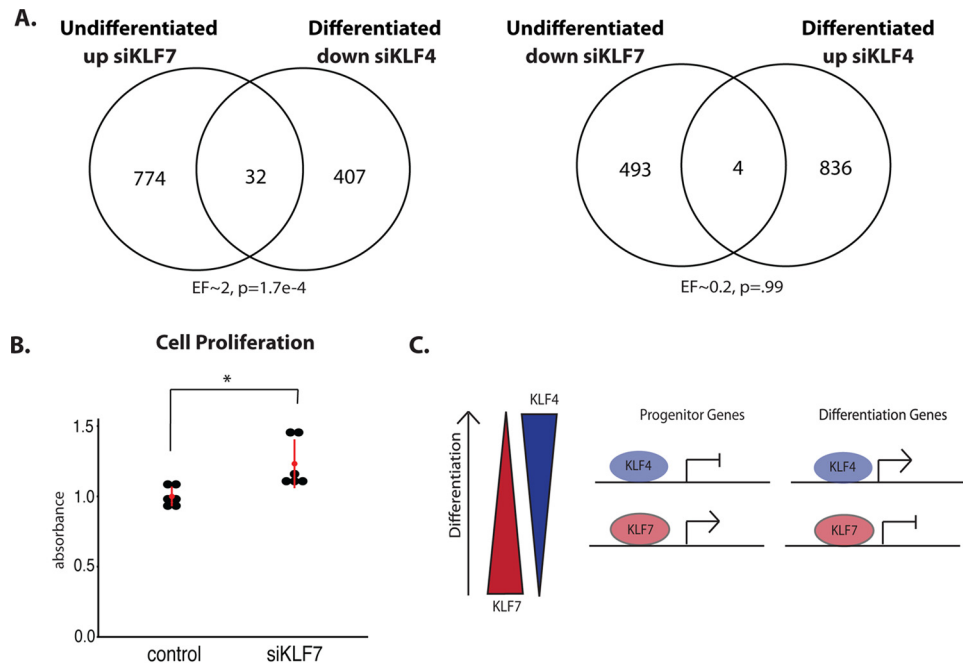 A.
Undifferentiated
up siKLF7
Differentiated
down siKLF4
774
32
407
EF~2, p=1.7e-4
Undifferentiated
down siKLF7
Differentiated
up siKLF4
493
4
836
EF~0.2, p=.99
B.
Cell Proliferation
*
1.5
1.0
0.5
0.0
absorbance
control
siKLF7
C.
Differentiation
KLF4
KLF7
Progenitor Genes
Differentiation Genes
KLF4
KLF4
KLF7
KLF7